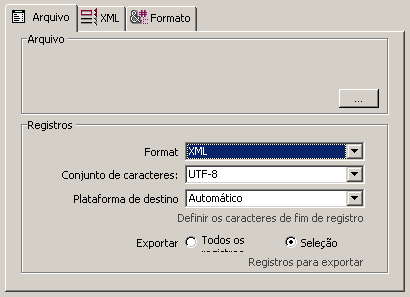 Arquivo XML Formato
Arquivo
...
Registros
Format XML
Conjunto de caracteres: UTF-8
Plataforma de destino Automático
Definir os caracteres de fim de registro
Exportar Todos os registros Seleção
Registros para exportar